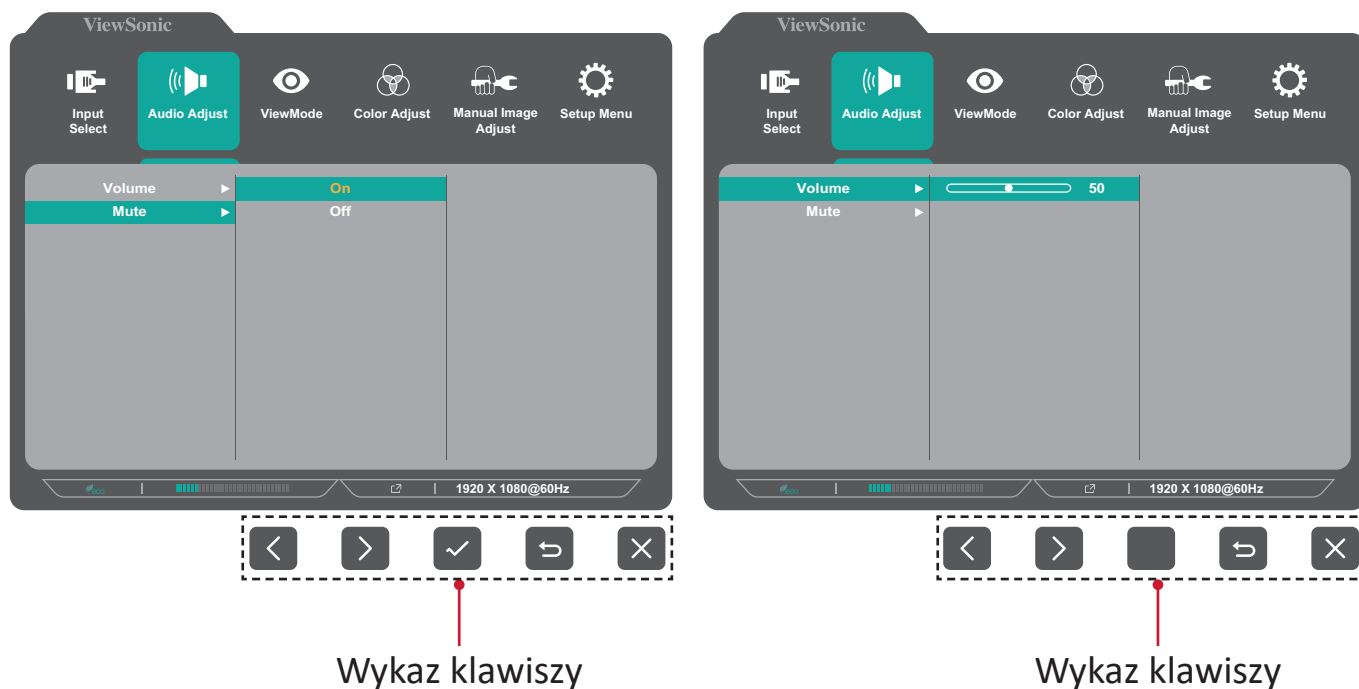 ViewSonic
Input
Select
Audio Adjust
ViewMode
Color Adjust
Manual Image
Adjust
Setup Menu
Volume
On
Mute
Off
eco
1920 X 1080@60Hz
Wykaz klawiszy
ViewSonic
Input
Select
Audio Adjust
ViewMode
Color Adjust
Manual Image
Adjust
Setup Menu
Volume
50
Mute
eco
1920 X 1080@60Hz
Wykaz klawiszy